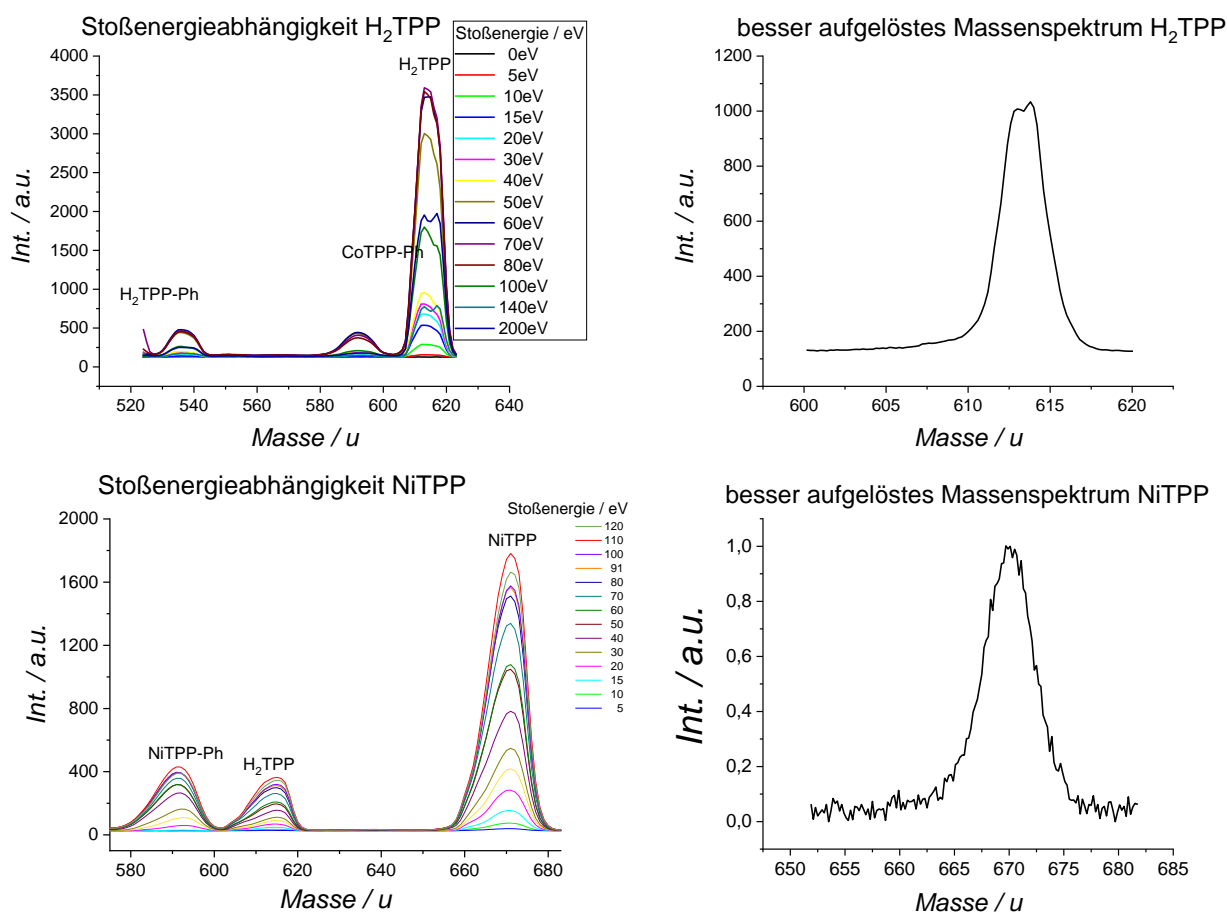 Stoßenergieabhängigkeit H₂TPP
Stoßenergie / eV
0eV
5eV
10eV
15eV
20eV
30eV
40eV
50eV
60eV
70eV
80eV
100eV
140eV
200eV
H₂TPP
CoTPP-Ph
H₂TPP-Ph
4000
3500
3000
2500
2000
1500
1000
500
0
Int. / a.u.
520 540 560 580 600 620 640
Masse / u
besser aufgelöstes Massenspektrum H₂TPP
1200
1000
800
600
400
200
0
Int. / a.u.
600 605 610 615 620
Masse / u
Stoßenergieabhängigkeit NiTPP
Stoßenergie / eV
120
110
100
91
80
70
60
50
40
30
20
15
10
5
NiTPP
NiTPP-Ph
H₂TPP
2000
1600
1200
800
400
0
Int. / a.u.
580 600 620 640 660 680
Masse / u
besser aufgelöstes Massenspektrum NiTPP
1,0
0,8
0,6
0,4
0,2
0,0
Int. / a.u.
650 655 660 665 670 675 680 685
Masse / u